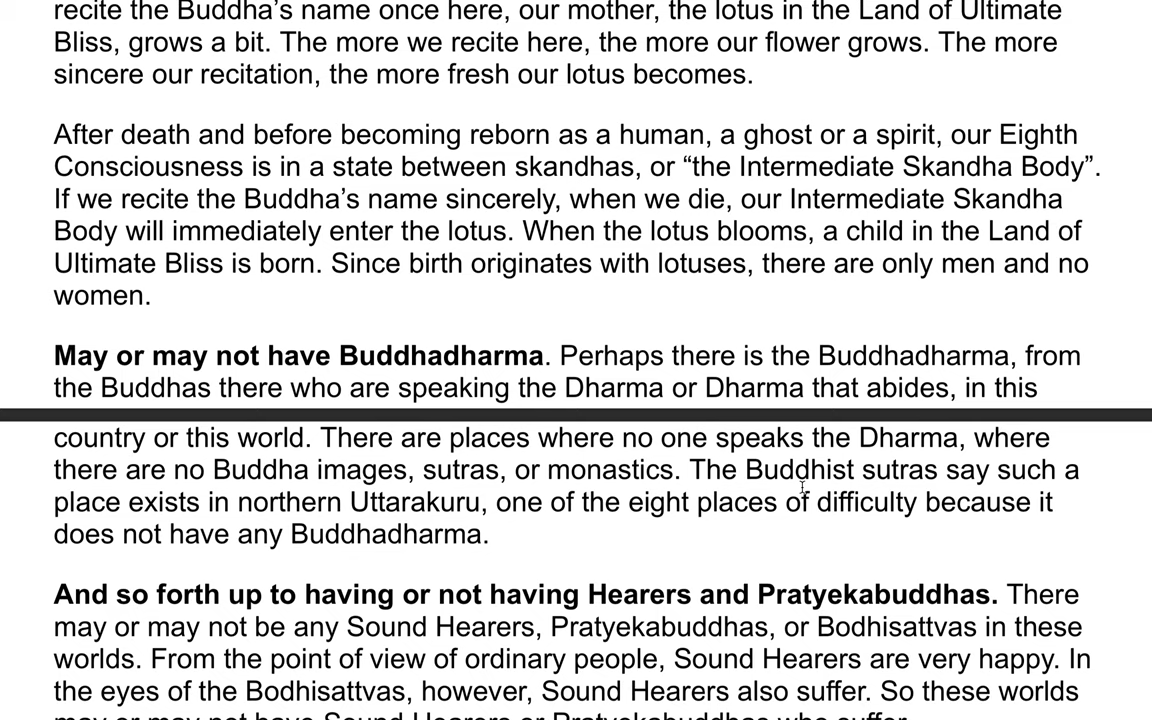 recite the Buddha’s name once here, our mother, the lotus in the Land of Ultimate
Bliss, grows a bit. The more we recite here, the more our flower grows. The more
sincere our recitation, the more fresh our lotus becomes.
After death and before becoming reborn as a human, a ghost or a spirit, our Eighth
Consciousness is in a state between skandhas, or “the Intermediate Skandha Body”.
If we recite the Buddha’s name sincerely, when we die, our Intermediate Skandha
Body will immediately enter the lotus. When the lotus blooms, a child in the Land of
Ultimate Bliss is born. Since birth originates with lotuses, there are only men and no
women.
May or may not have Buddhadharma. Perhaps there is the Buddhadharma, from
the Buddhas there who are speaking the Dharma or Dharma that abides, in this
country or this world. There are places where no one speaks the Dharma, where
there are no Buddha images, sutras, or monastics. The Buddhist sutras say such a
place exists in northern Uttarakuru, one of the eight places of difficulty because it
does not have any Buddhadharma.
And so forth up to having or not having Hearers and Pratyekabuddhas. There
may or may not be any Sound Hearers, Pratyekabuddhas, or Bodhisattvas in these
worlds. From the point of view of ordinary people, Sound Hearers are very happy. In
the eyes of the Bodhisattvas, however, Sound Hearers also suffer. So these worlds
may or may not have Sound Hearers or Pratyekabuddhas who suffer.